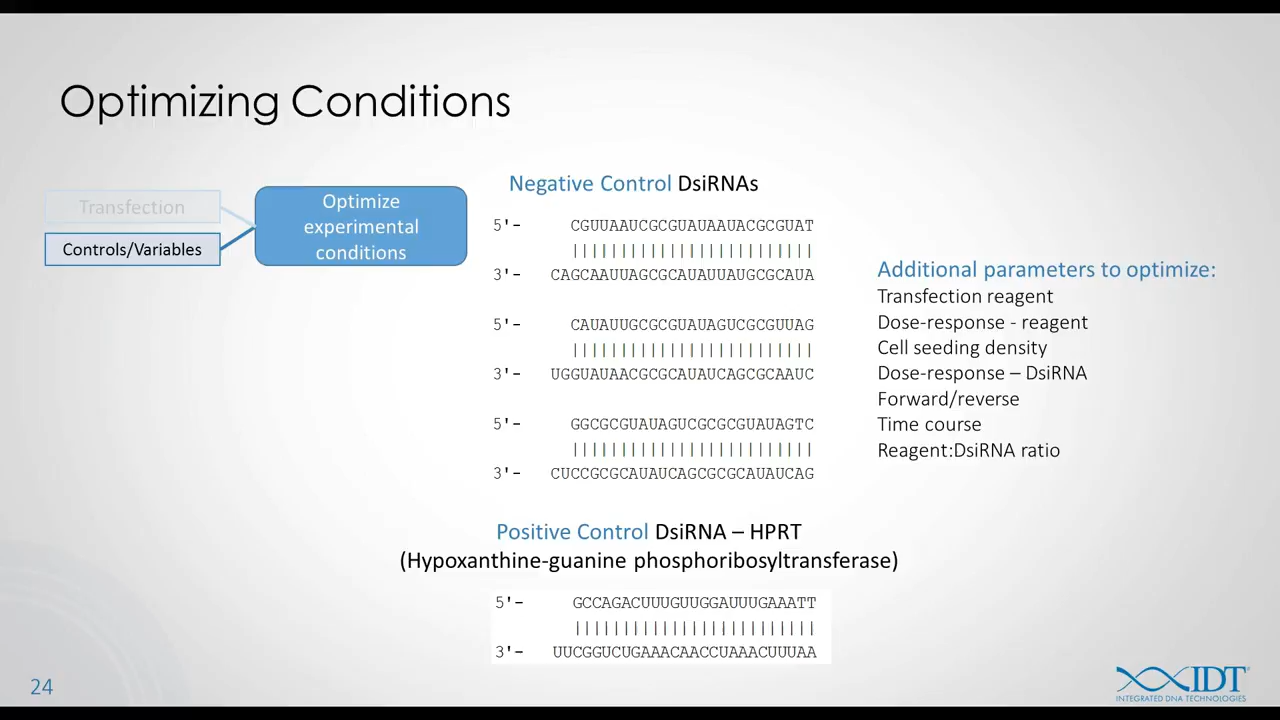 Optimizing Conditions
Transfection
Controls/Variables
Optimize
experimental
conditions
Negative Control DsiRNAs
5'- CGUUAAUCGCGUAUAAUACGCGUAT
3'- CAGCAAUUAGCGCAUAUUAUGCGCAUA
5'- CAUAUUGCGCGUAUAGUCGCGUUAG
3'- UGGUAUAACGCGCAUAUCAGCGCAAUC
5'- GGCGCGUAUAGUCGCGCGUAUAGTC
3'- CUCCGCGCAUAUCAGCGCGCAUAUCAG
Positive Control DsiRNA – HPRT
(Hypoxanthine-guanine phosphoribosyltransferase)
5'- GCCAGACUUUGUUGGAUUUGAAATT
3'- UUCGGUCUGAAACAACCUAAACUUUAA
Additional parameters to optimize:
Transfection reagent
Dose-response - reagent
Cell seeding density
Dose-response – DsiRNA
Forward/reverse
Time course
Reagent:DsiRNA ratio
24
IDT
INTEGRATED DNA TECHNOLOGIES